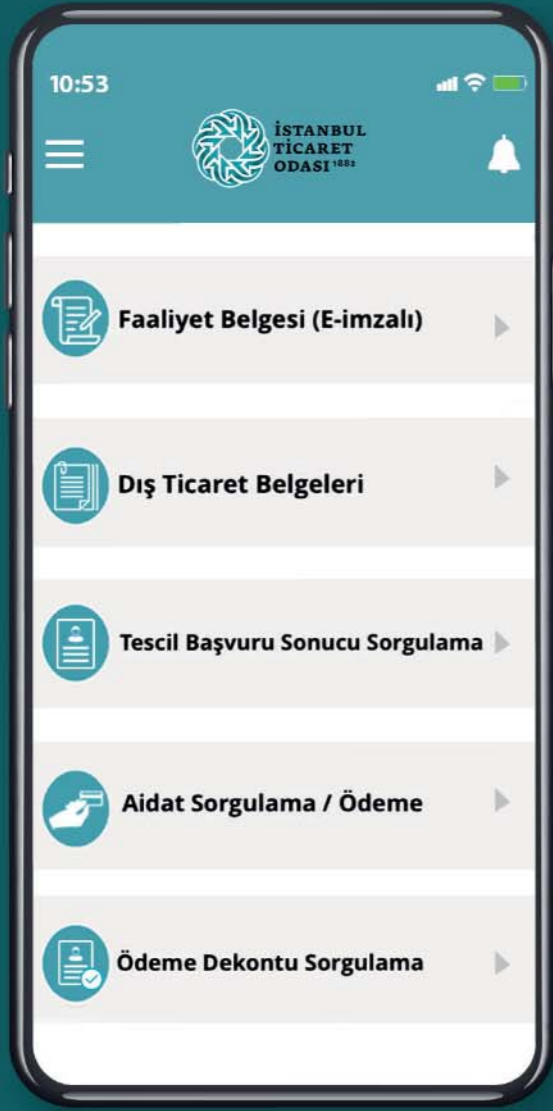 10:53
İSTANBUL
TİCARET
ODASI 1882
Faaliyet Belgesi (E-imzalı)
Dış Ticaret Belgeleri
Tescil Başvuru Sonucu Sorgulama
Aidat Sorgulama / Ödeme
Ödeme Dekontu Sorgulama